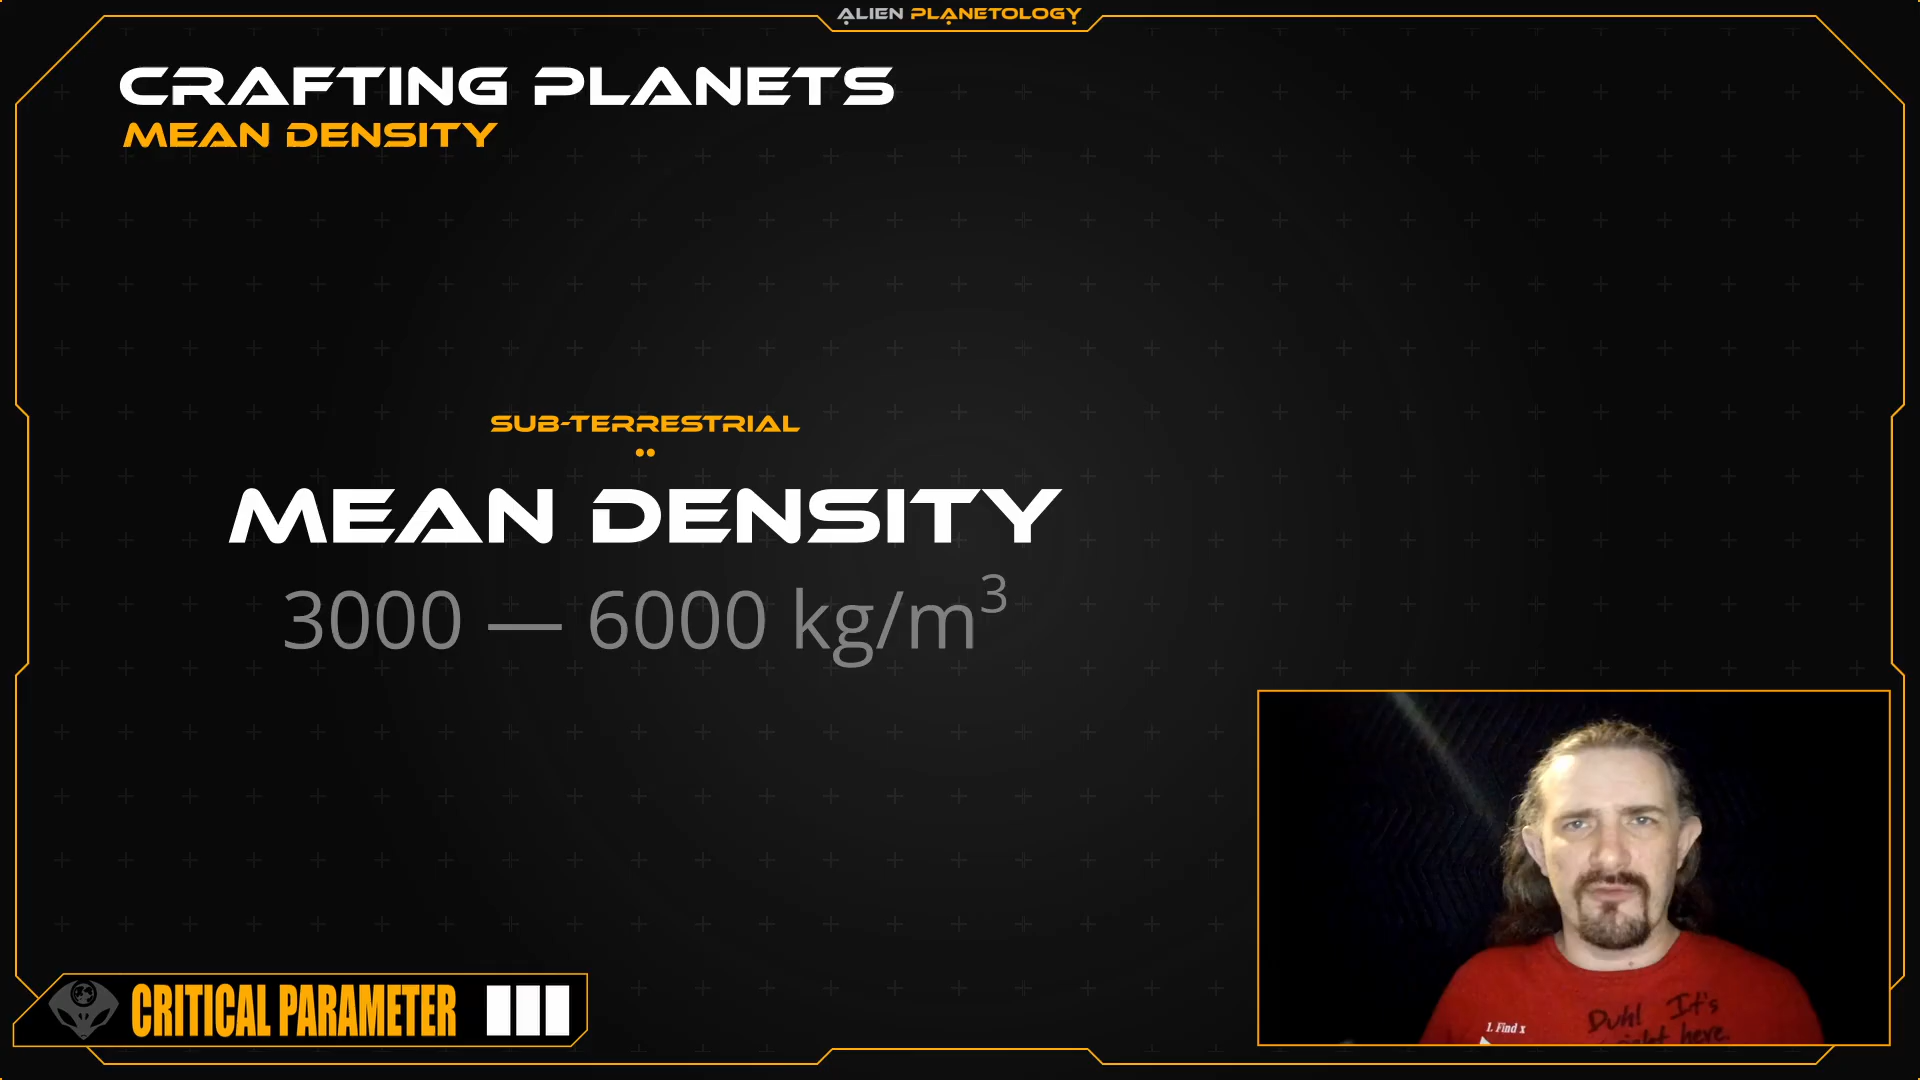 ALIEN PLANETOLOGY
CRAFTING PLANETS
MEAN DENSITY
SUB-TERRESTRIAL
MEAN DENSITY
3000 — 6000 kg/m³
CRITICAL PARAMETER
1. Find x
Duh! It's
right here.